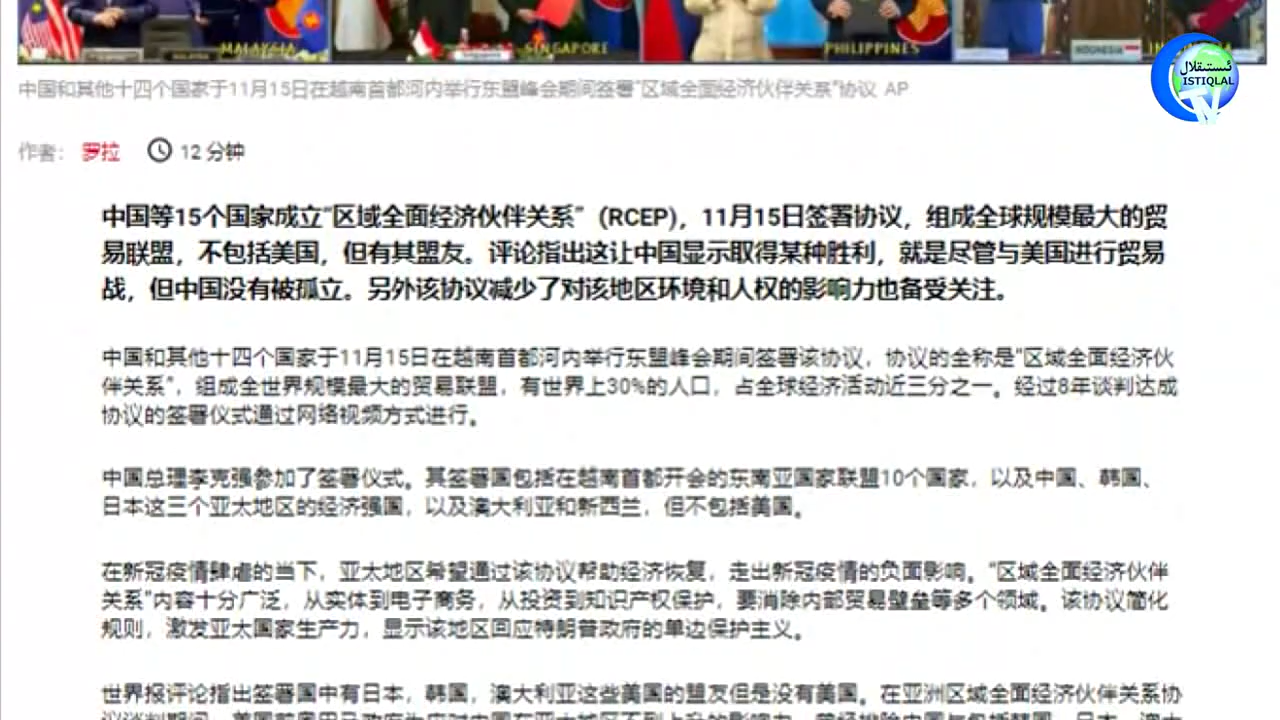 MALAYSIA
SINGAPORE
PHILIPPINES
INDONESIA
ئىستىقلال
ISTIQLAL
TV
中国和其他十四个国家于11月15日在越南首都河内举行东盟峰会期间签署"区域全面经济伙伴关系"协议 AP
作者： 罗拉 12 分钟
中国等15个国家成立"区域全面经济伙伴关系"（RCEP)，11月15日签署协议，组成全球规模最大的贸
易联盟，不包括美国，但有其盟友。评论指出这让中国显示取得某种胜利，就是尽管与美国进行贸易
战，但中国没有被孤立。另外该协议减少了对该地区环境和人权的影响力也备受关注。
中国和其他十四个国家于11月15日在越南首都河内举行东盟峰会期间签署该协议，协议的全称是"区域全面经济伙
伴关系"，组成全世界规模最大的贸易联盟，有世界上30%的人口，占全球经济活动近三分之一。经过8年谈判达成
协议的签署仪式通过网络视频方式进行。
中国总理李克强参加了签署仪式。其签署国包括在越南首都开会的东南亚国家联盟10个国家，以及中国、韩国、
日本这三个亚太地区的经济强国，以及澳大利亚和新西兰，但不包括美国。
在新冠疫情肆虐的当下，亚太地区希望通过该协议帮助经济恢复，走出新冠疫情的负面影响。"区域全面经济伙伴
关系"内容十分广泛，从实体到电子商务，从投资到知识产权保护，要消除内部贸易壁垒等多个领域。该协议简化
规则，激发亚太国家生产力，显示该地区回应特朗普政府的单边保护主义。
世界报评论指出签署国中有日本，韩国，澳大利亚这些美国的盟友但是没有美国。在亚洲区域全面经济伙伴关系协